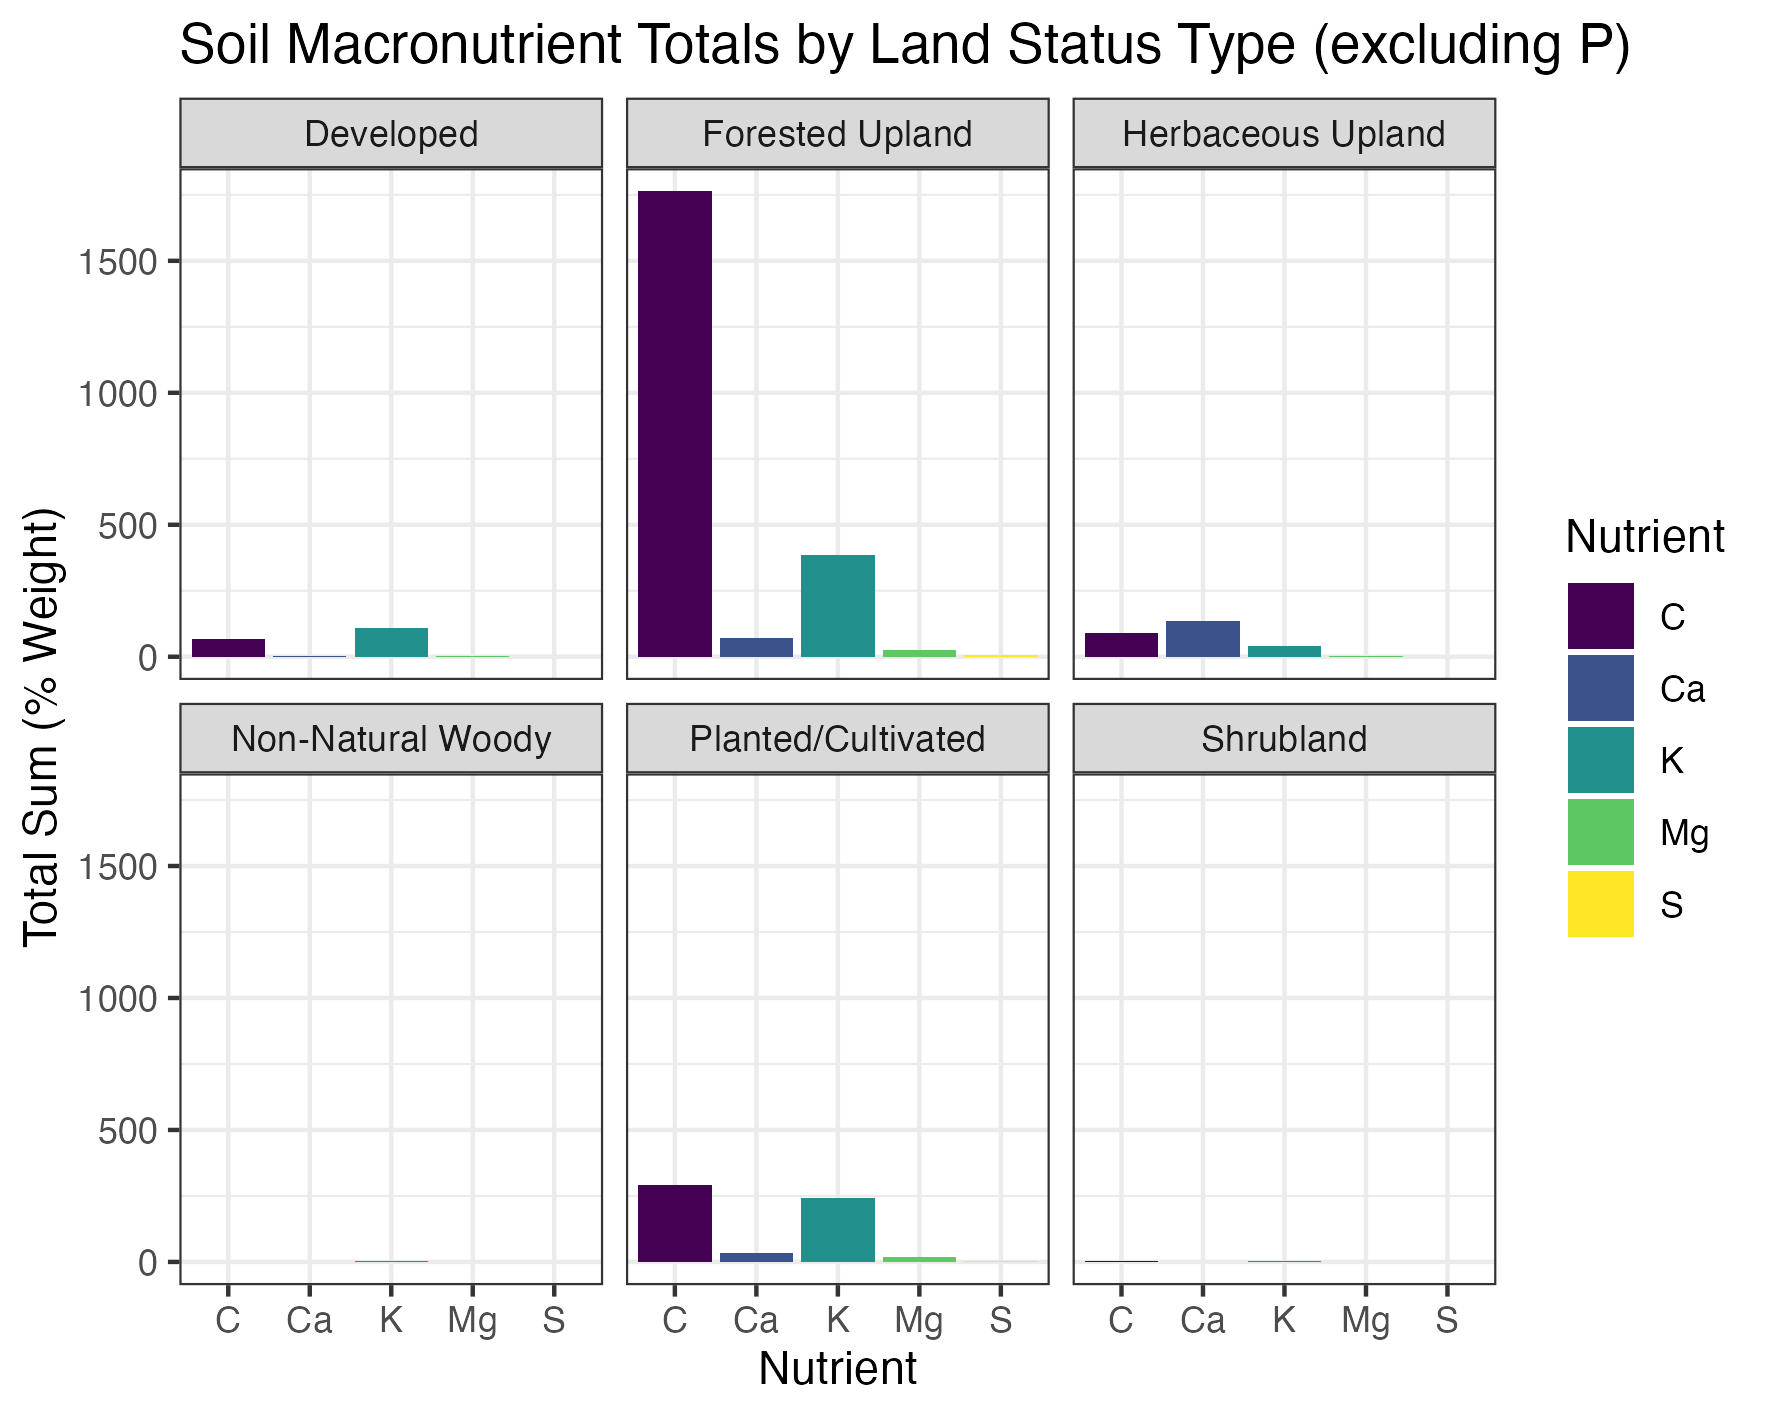 Soil Macronutrient Totals by Land Status Type (excluding P)
Developed
Forested Upland
Herbaceous Upland
1500
1000
500
0
Non-Natural Woody
Planted/Cultivated
Shrubland
1500
1000
500
0
C Ca K Mg S
C Ca K Mg S
C Ca K Mg S
Nutrient
Total Sum (% Weight)
Nutrient
C
Ca
K
Mg
S